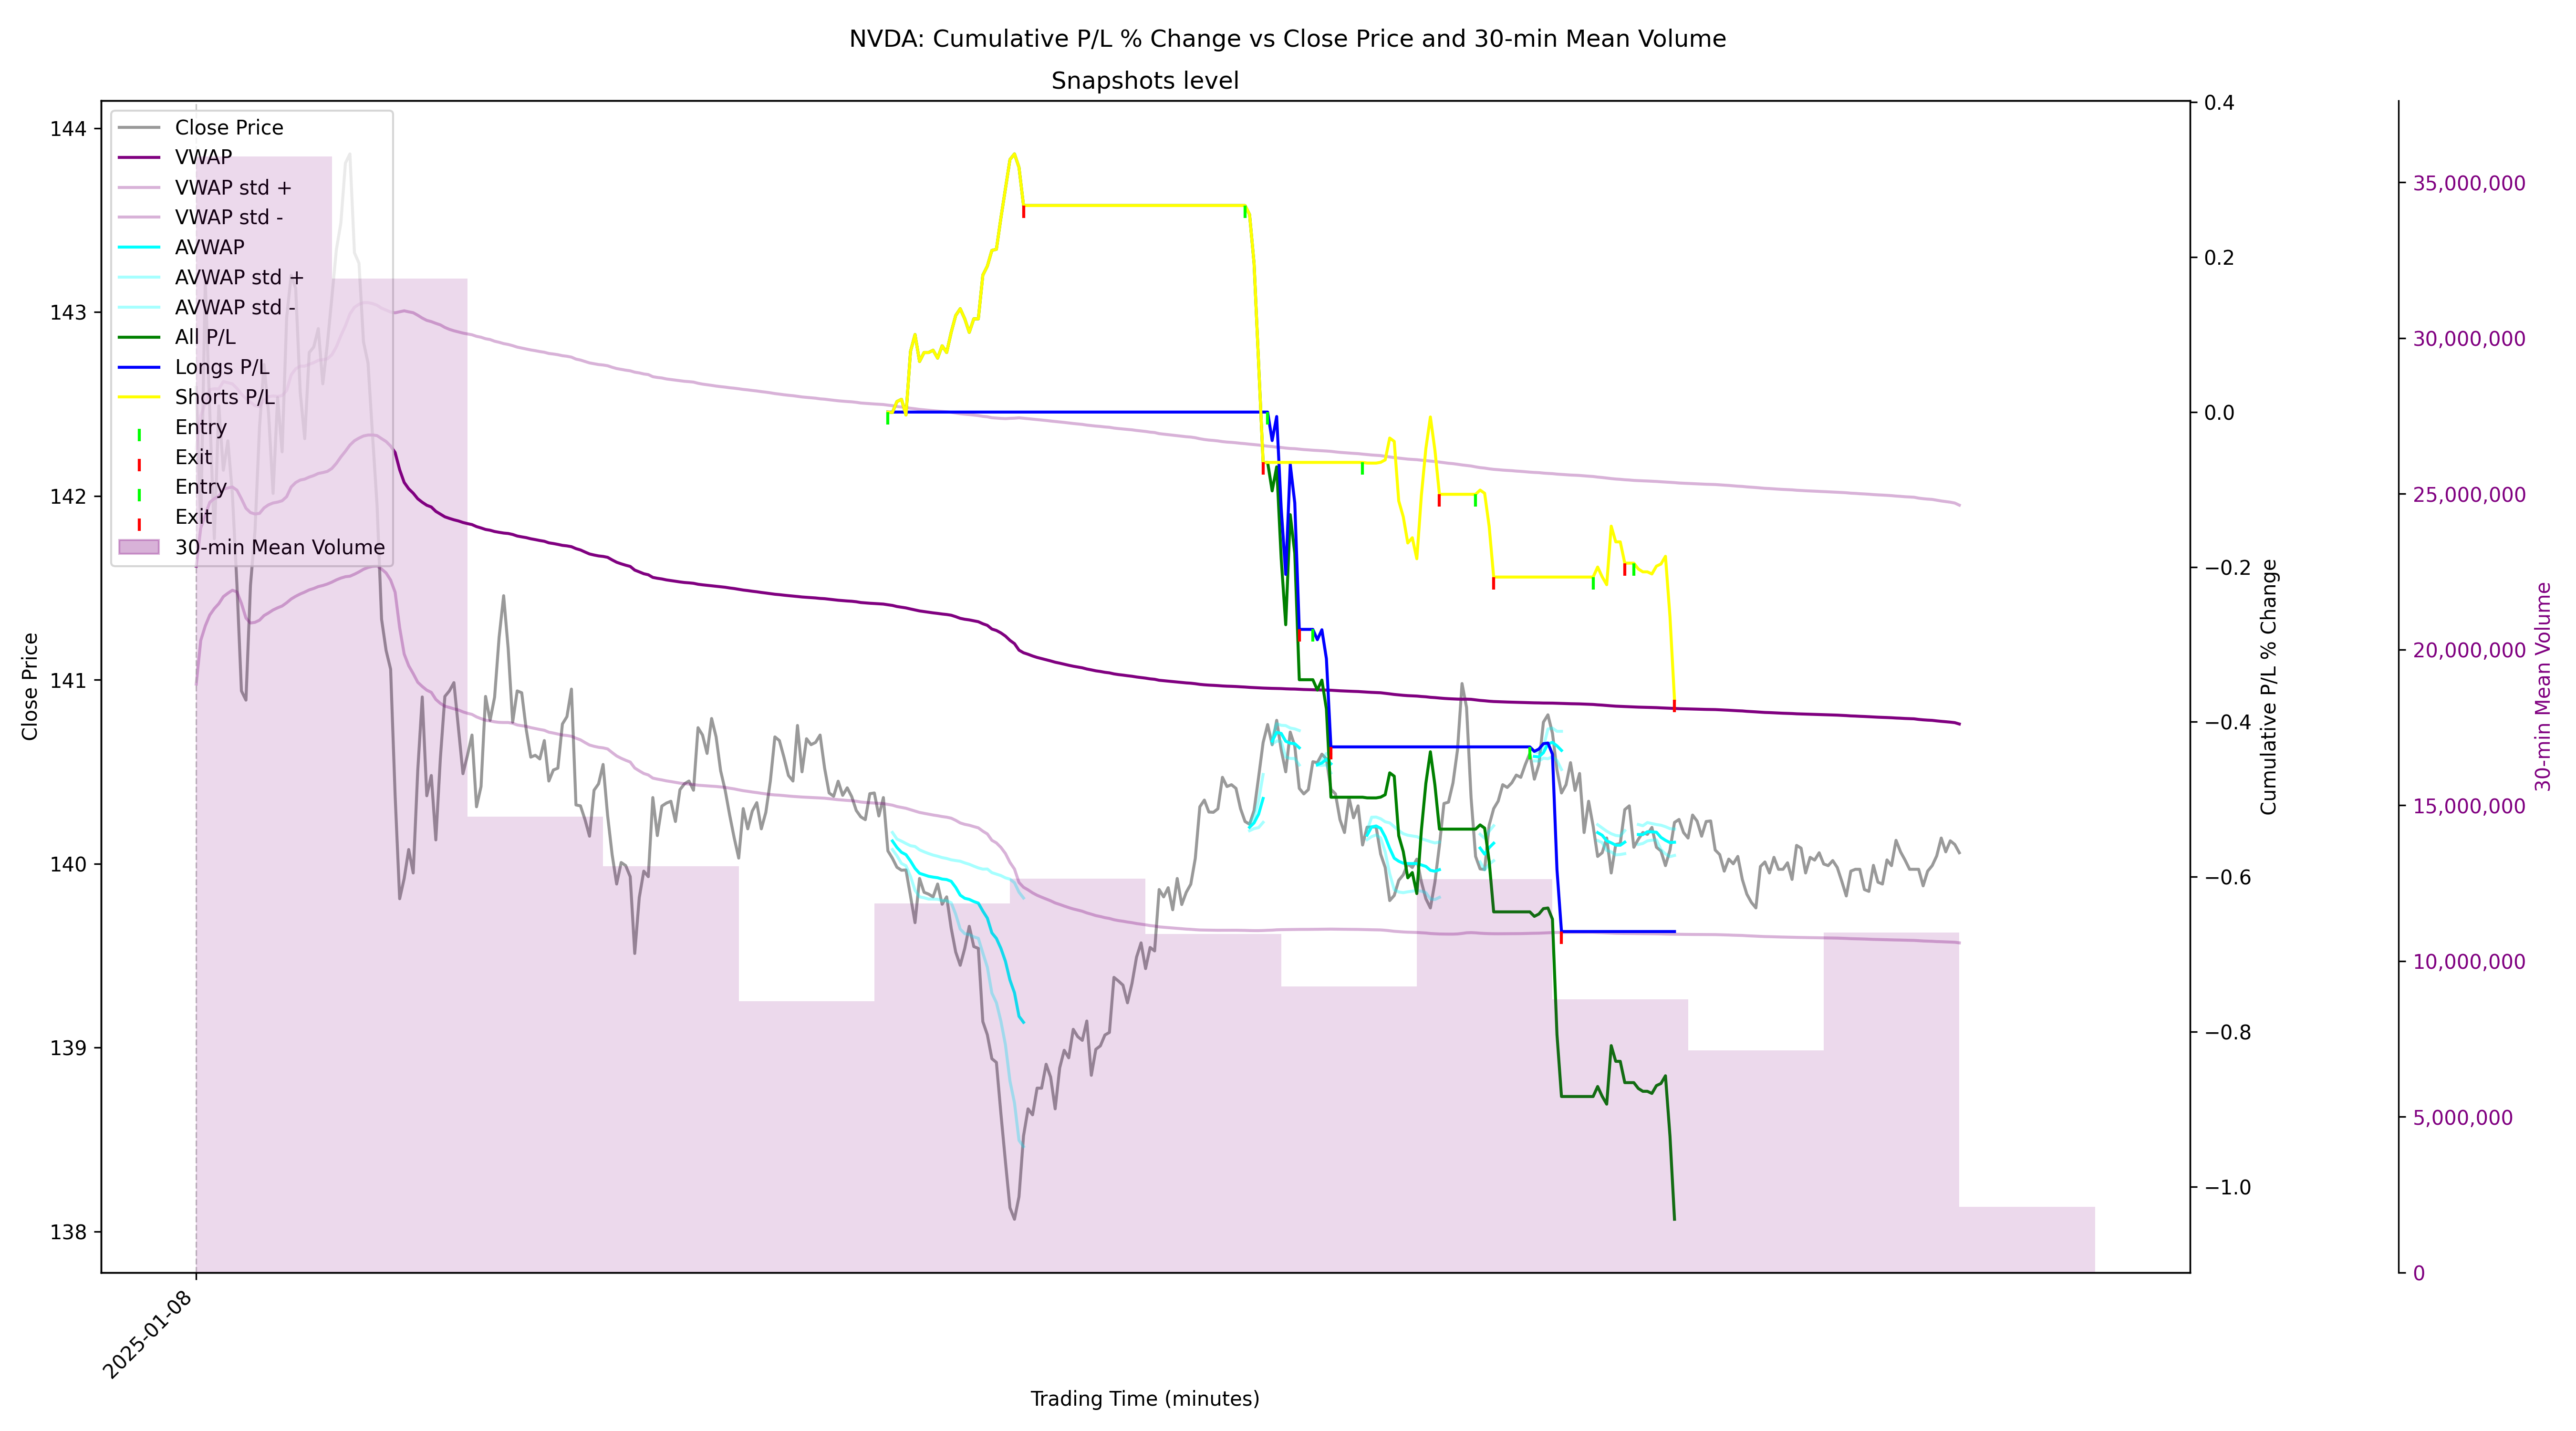 NVDA: Cumulative P/L % Change vs Close Price and 30-min Mean Volume
Snapshots level
Close Price
VWAP
VWAP std +
VWAP std -
AVWAP
AVWAP std +
AVWAP std -
All P/L
Longs P/L
Shorts P/L
Entry
Exit
Entry
Exit
30-min Mean Volume
144
143
142
141
140
139
138
Close Price
0.4
0.2
0.0
−0.2
−0.4
−0.6
−0.8
−1.0
Cumulative P/L % Change
35,000,000
30,000,000
25,000,000
20,000,000
15,000,000
10,000,000
5,000,000
0
30-min Mean Volume
2025-01-08
Trading Time (minutes)